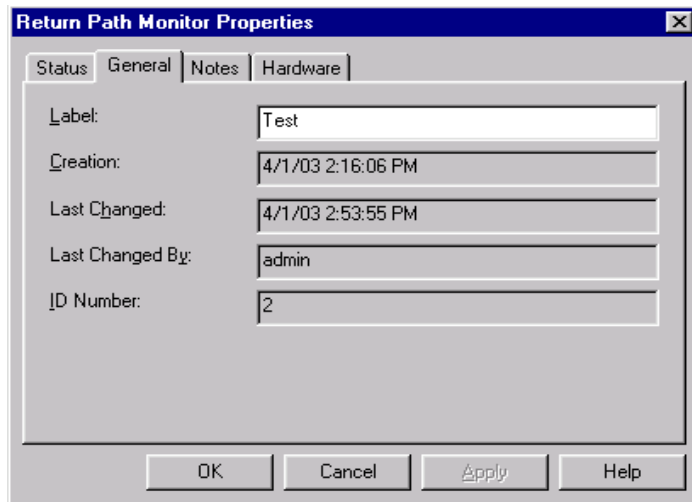 Return Path Monitor Properties
Status General Notes Hardware
Label: Test
Creation: 4/1/03 2:16:06 PM
Last Changed: 4/1/03 2:53:55 PM
Last Changed By: admin
ID Number: 2
OK Cancel Apply Help